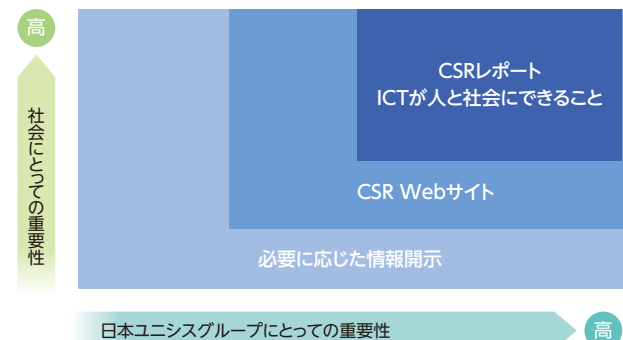 高
社会にとっての重要性
CSRレポート
ICTが人と社会にできること
CSR Webサイト
必要に応じた情報開示
日本ユニシスグループにとっての重要性
高